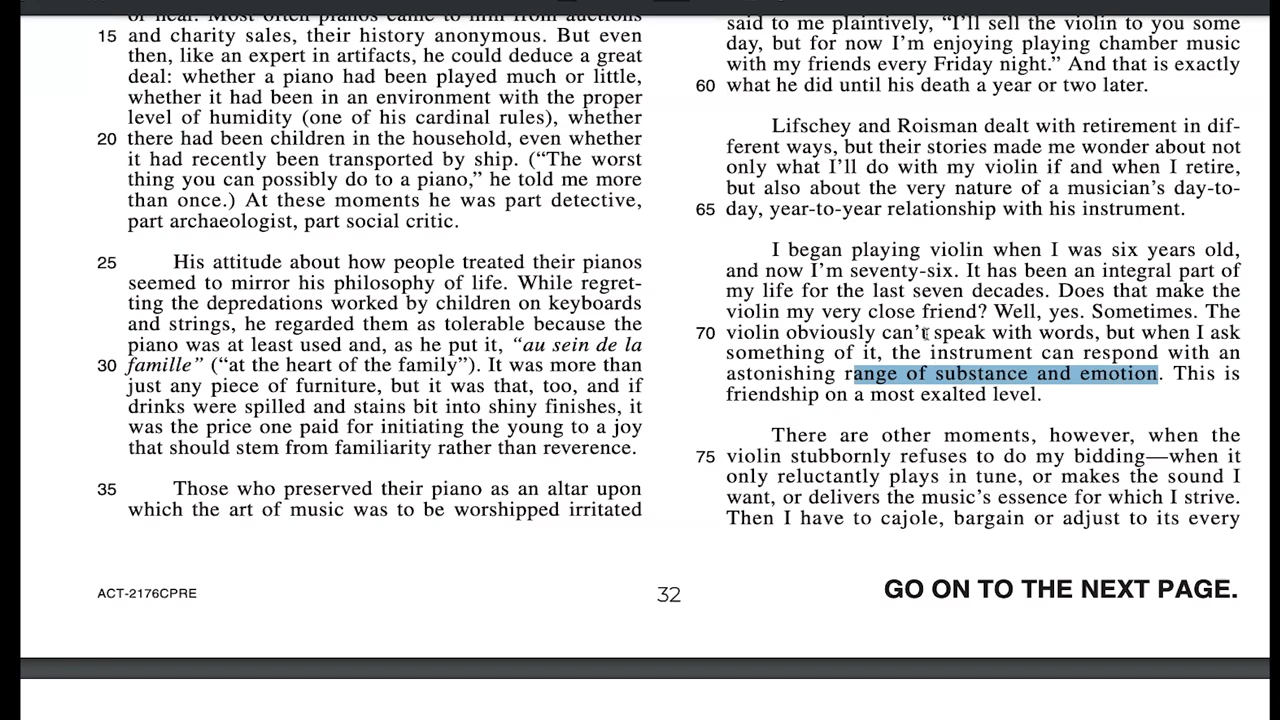 or near. Most often pianos came to him from auctions
15 and charity sales, their history anonymous. But even
then, like an expert in artifacts, he could deduce a great
deal: whether a piano had been played much or little,
whether it had been in an environment with the proper
level of humidity (one of his cardinal rules), whether
20 there had been children in the household, even whether
it had recently been transported by ship. (“The worst
thing you can possibly do to a piano,” he told me more
than once.) At these moments he was part detective,
part archaeologist, part social critic.
25 His attitude about how people treated their pianos
seemed to mirror his philosophy of life. While regret-
ting the depredations worked by children on keyboards
and strings, he regarded them as tolerable because the
piano was at least used and, as he put it, “au sein de la
30 famille” (“at the heart of the family”). It was more than
just any piece of furniture, but it was that, too, and if
drinks were spilled and stains bit into shiny finishes, it
was the price one paid for initiating the young to a joy
that should stem from familiarity rather than reverence.
35 Those who preserved their piano as an altar upon
which the art of music was to be worshipped irritated
said to me plaintively, “I’ll sell the violin to you some
day, but for now I’m enjoying playing chamber music
with my friends every Friday night.” And that is exactly
60 what he did until his death a year or two later.
Lifschey and Roisman dealt with retirement in dif-
ferent ways, but their stories made me wonder about not
only what I’ll do with my violin if and when I retire,
but also about the very nature of a musician’s day-to-
65 day, year-to-year relationship with his instrument.
I began playing violin when I was six years old,
and now I’m seventy-six. It has been an integral part of
my life for the last seven decades. Does that make the
violin my very close friend? Well, yes. Sometimes. The
70 violin obviously can’t speak with words, but when I ask
something of it, the instrument can respond with an
astonishing range of substance and emotion. This is
friendship on a most exalted level.
There are other moments, however, when the
75 violin stubbornly refuses to do my bidding—when it
only reluctantly plays in tune, or makes the sound I
want, or delivers the music’s essence for which I strive.
Then I have to cajole, bargain or adjust to its every
ACT-2176CPRE
32
GO ON TO THE NEXT PAGE.